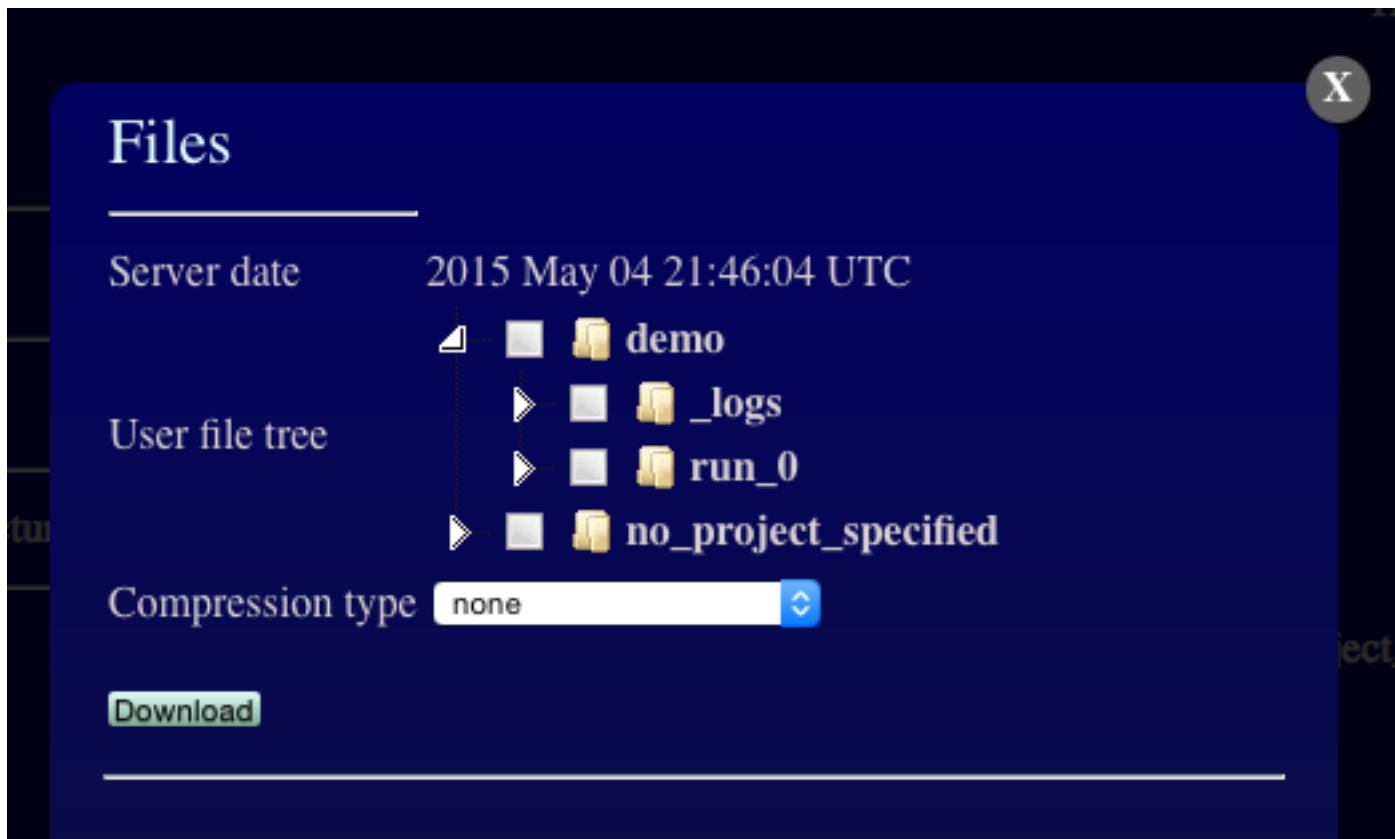 X
Files
Server date 2015 May 04 21:46:04 UTC
demo
_logs
User file tree
run_0
no_project_specified
Compression type none
Download